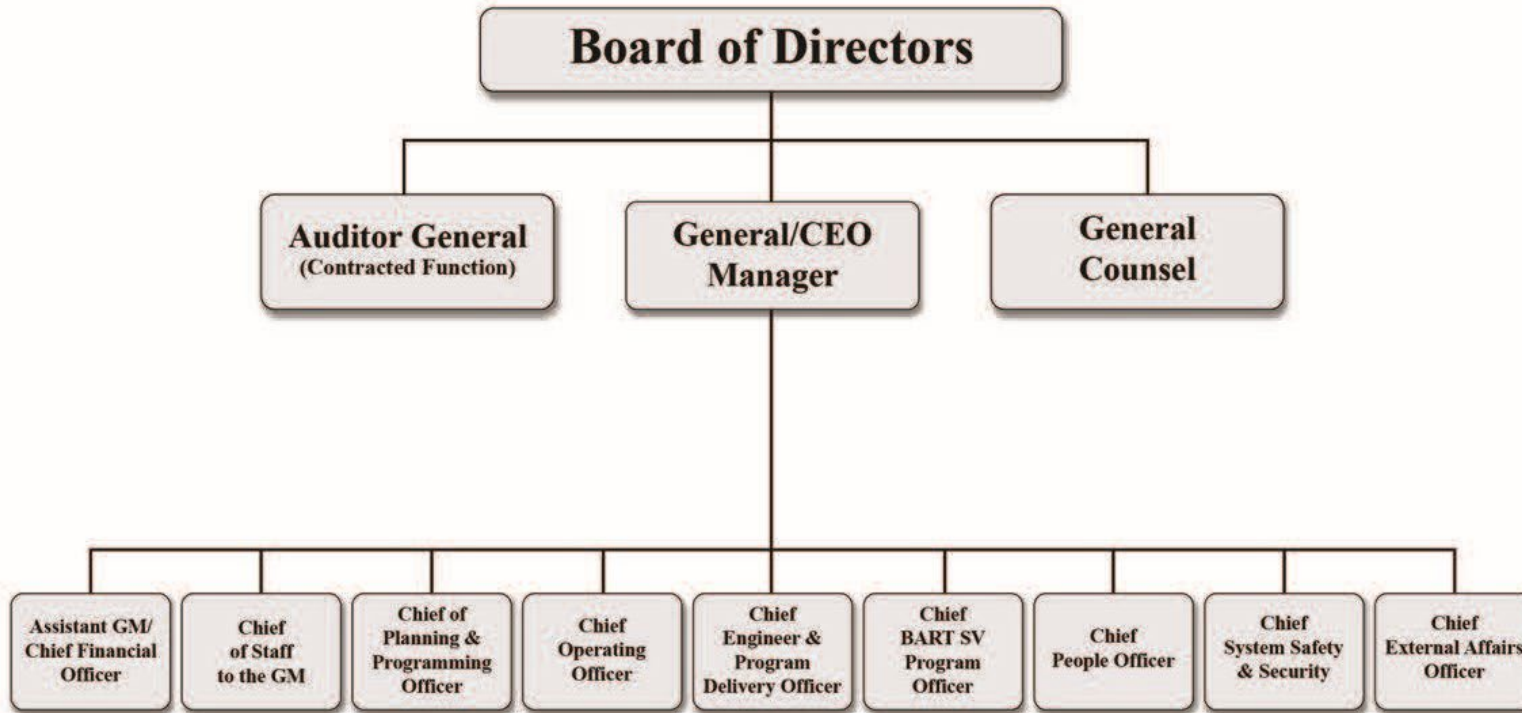 Board of Directors
Auditor General
(Contracted Function)
General/CEO
Manager
General
Counsel
Assistant GM/
Chief Financial
Officer
Chief
of Staff
to the GM
Chief of
Planning &
Programming
Officer
Chief
Operating
Officer
Chief
Engineer &
Program
Delivery Officer
Chief
BART SV
Program
Officer
Chief
People Officer
Chief
System Safety
& Security
Chief
External Affairs
Officer